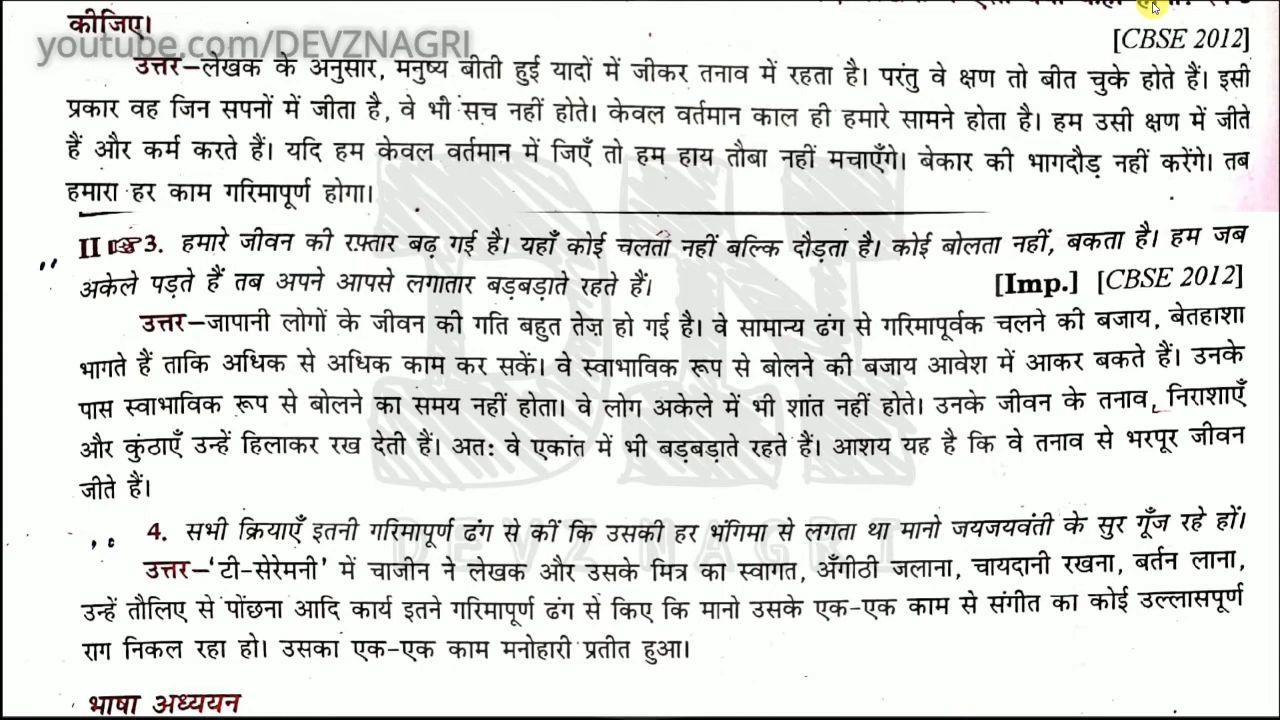 कीजिए।
youtube.com/DEVZNAGRI
[CBSE 2012]
उत्तर–लेखक के अनुसार, मनुष्य बीती हुई यादों में जीकर तनाव में रहता है। परंतु वे क्षण तो बीत चुके होते हैं। इसी
प्रकार वह जिन सपनों में जीता है, वे भी सच नहीं होते। केवल वर्तमान काल ही हमारे सामने होता है। हम उसी क्षण में जीते
हैं और कर्म करते हैं। यदि हम केवल वर्तमान में जिएँ तो हम हाय तौबा नहीं मचाएँगे। बेकार की भागदौड़ नहीं करेंगे। तब
हमारा हर काम गरिमापूर्ण होगा।
II ☞ 3. हमारे जीवन की रफ़्तार बढ़ गई है। यहाँ कोई चलता नहीं बल्कि दौड़ता है। कोई बोलता नहीं, बकता है। हम जब
अकेले पड़ते हैं तब अपने आपसे लगातार बड़बड़ाते रहते हैं। [Imp.] [CBSE 2012]
उत्तर–जापानी लोगों के जीवन की गति बहुत तेज़ हो गई है। वे सामान्य ढंग से गरिमापूर्वक चलने की बजाय, बेतहाशा
भागते हैं ताकि अधिक से अधिक काम कर सकें। वे स्वाभाविक रूप से बोलने की बजाय आवेश में आकर बकते हैं। उनके
पास स्वाभाविक रूप से बोलने का समय नहीं होता। वे लोग अकेले में भी शांत नहीं होते। उनके जीवन के तनाव, निराशाएँ
और कुंठाएँ उन्हें हिलाकर रख देती हैं। अतः वे एकांत में भी बड़बड़ाते रहते हैं। आशय यह है कि वे तनाव से भरपूर जीवन
जीते हैं।
4. सभी क्रियाएँ इतनी गरिमापूर्ण ढंग से कीं कि उसकी हर भंगिमा से लगता था मानो जयजयवंती के सुर गूँज रहे हों।
उत्तर–‘टी-सेरेमनी’ में चाजीन ने लेखक और उसके मित्र का स्वागत, अँगीठी जलाना, चायदानी रखना, बर्तन लाना,
उन्हें तौलिए से पोंछना आदि कार्य इतने गरिमापूर्ण ढंग से किए कि मानो उसके एक-एक काम से संगीत का कोई उल्लासपूर्ण
राग निकल रहा हो। उसका एक-एक काम मनोहारी प्रतीत हुआ।
भाषा अध्ययन
DEVZ NAGRI